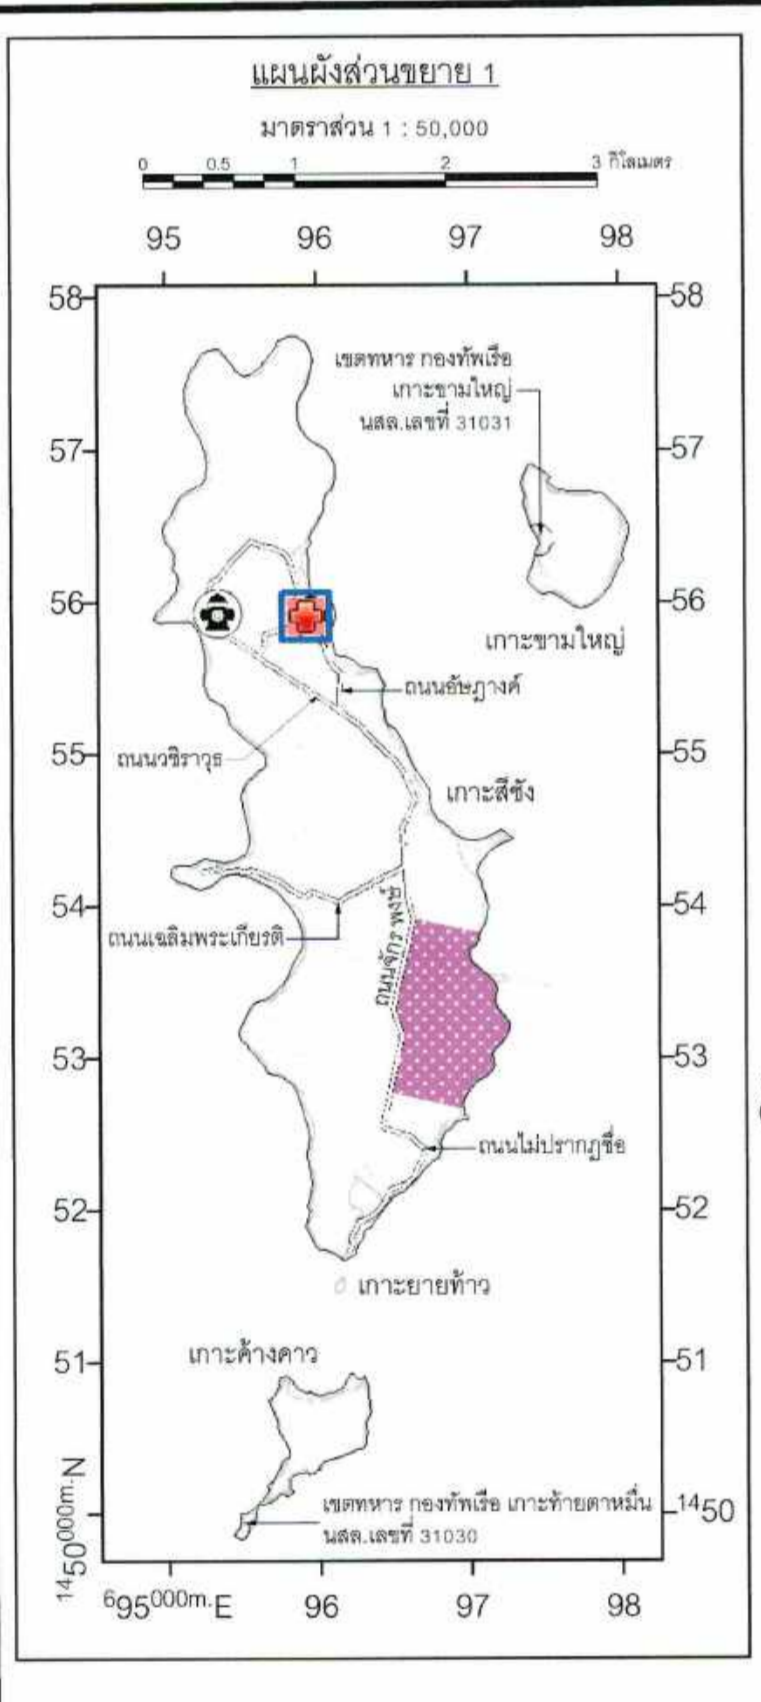 แผนผังส่วนขยาย 1
มาตราส่วน 1 : 50,000
0 0.5 1 2 3 กิโลเมตร
95 96 97 98
58 58
เขตทหาร กองทัพเรือ
เกาะขามใหญ่
นสล.เลขที่ 31031
57 57
56 56
เกาะขามใหญ่
ถนนอัษฎางค์
55 55
ถนนวชิราวุธ
เกาะสีชัง
54 54
ถนนเฉลิมพระเกียรติ
ถนนจักร พงษ์
53 53
ถนนไม่ปรากฏชื่อ
52 52
เกาะยายท้าว
เกาะค้างคาว
51 51
เขตทหาร กองทัพเรือ เกาะท้ายตาหมื่น
นสล.เลขที่ 31030
1450000m.N 1450
695000m.E 96 97 98